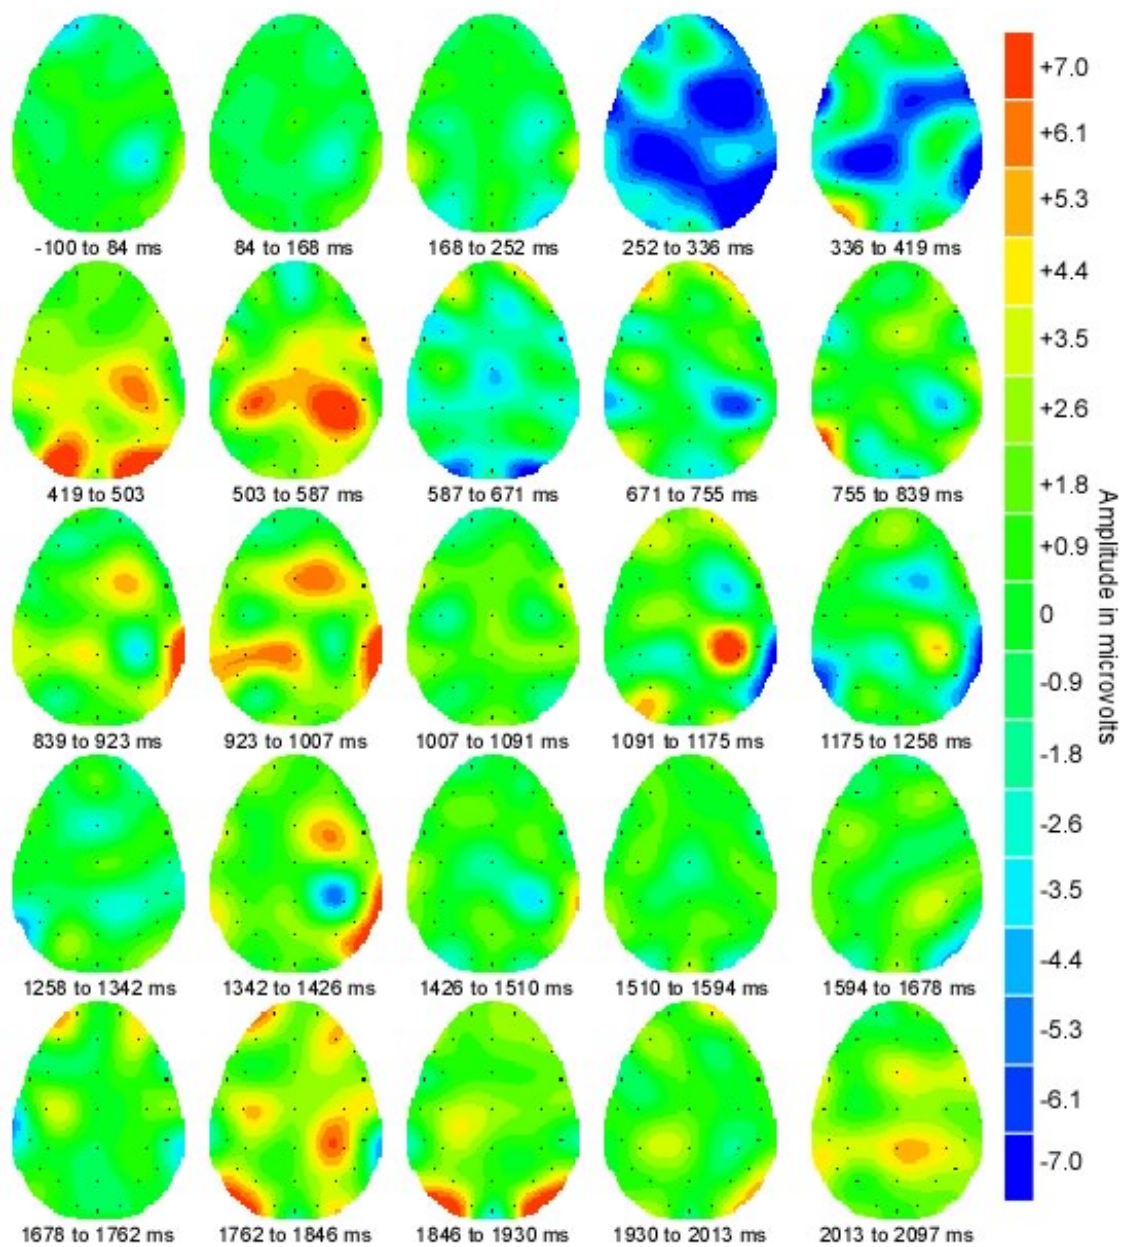 -100 to 84 ms
84 to 168 ms
168 to 252 ms
252 to 336 ms
336 to 419 ms
419 to 503
503 to 587 ms
587 to 671 ms
671 to 755 ms
755 to 839 ms
839 to 923 ms
923 to 1007 ms
1007 to 1091 ms
1091 to 1175 ms
1175 to 1258 ms
1258 to 1342 ms
1342 to 1426 ms
1426 to 1510 ms
1510 to 1594 ms
1594 to 1678 ms
1678 to 1762 ms
1762 to 1846 ms
1846 to 1930 ms
1930 to 2013 ms
2013 to 2097 ms
+7.0
+6.1
+5.3
+4.4
+3.5
+2.6
+1.8
+0.9
0
-0.9
-1.8
-2.6
-3.5
-4.4
-5.3
-6.1
-7.0
Amplitude in microvolts